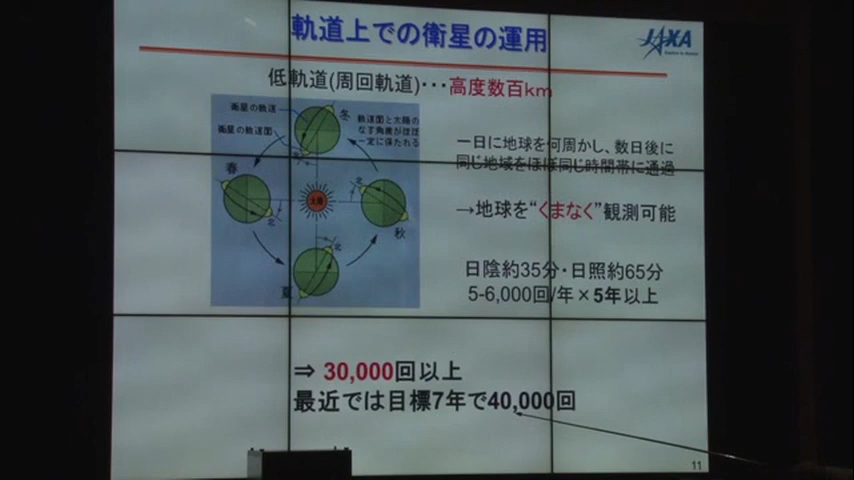 軌道上での衛星の運用
JAXA
低軌道(周回軌道)･･･高度数百km
衛星の軌道
衛星の軌道面
冬
軌道面と太陽の
なす角度がほぼ
一定に保たれる
春
北
太陽
北
秋
北
夏
一日に地球を何周かし、数日後に
同じ地域をほぼ同じ時間帯に通過
→地球を“くまなく”観測可能
日陰約35分・日照約65分
5-6,000回/年×5年以上
⇒ 30,000回以上
最近では目標7年で40,000回
11